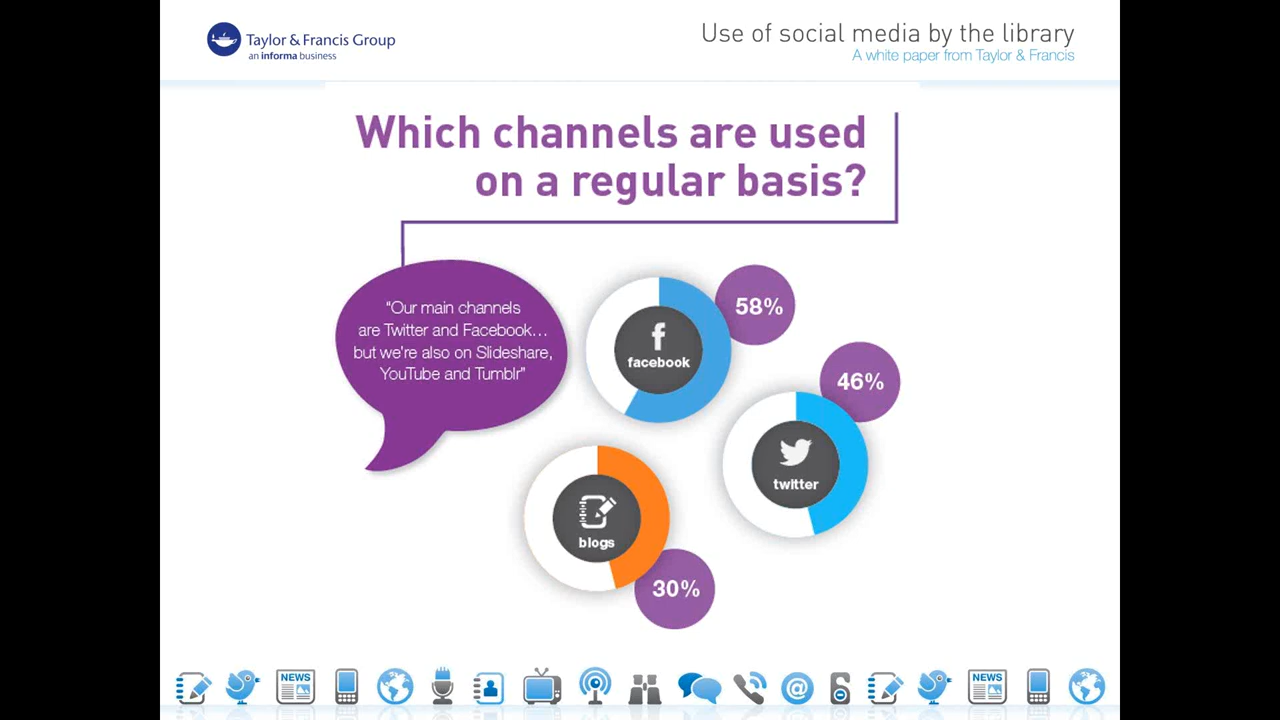 Taylor & Francis Group
an informa business
Use of social media by the library
A white paper from Taylor & Francis
Which channels are used
on a regular basis?
“Our main channels
are Twitter and Facebook…
but we're also on Slideshare,
YouTube and Tumblr”
f
facebook
58%
46%
twitter
blogs
30%
NEWS
@
NEWS